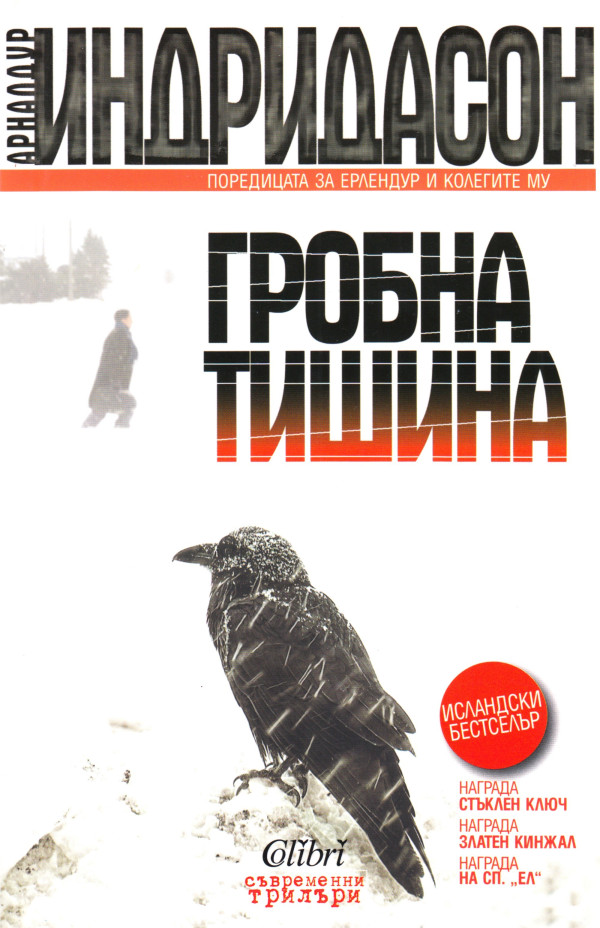 АРНАЛДУР
ИНДРИДАСОН
ПОРЕДИЦАТА ЗА ЕРЛЕНДУР И КОЛЕГИТЕ МУ
ГРОБНА
ТИШИНА
ИСЛАНДСКИ
БЕСТСЕЛЪР
НАГРАДА
СТЪКЛЕН КЛЮЧ
НАГРАДА
ЗЛАТЕН КИНЖАЛ
НАГРАДА
НА СП. „ЕЛ“
Colibri
съвременни
трилъри